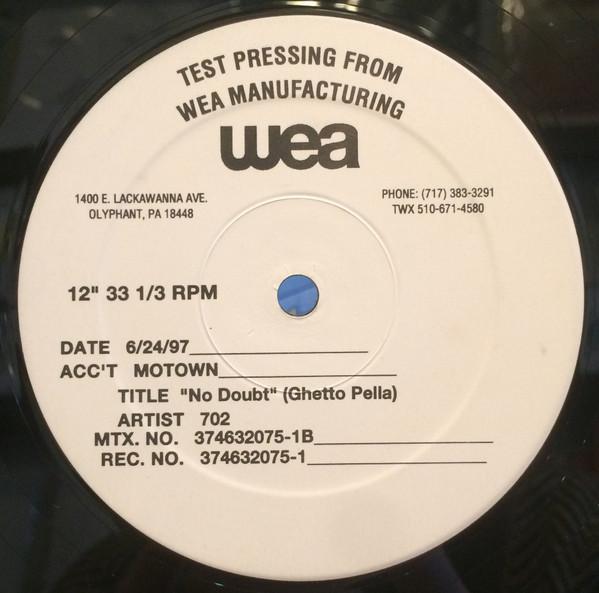 TEST PRESSING FROM
WEA MANUFACTURING
wea
1400 E. LACKAWANNA AVE.
OLYPHANT, PA 18448
PHONE: (717) 383-3291
TWX 510-671-4580
12" 33 1/3 RPM
DATE 6/24/97
ACC'T MOTOWN
TITLE "No Doubt" (Ghetto Pella)
ARTIST 702
MTX. NO. 374632075-1B
REC. NO. 374632075-1